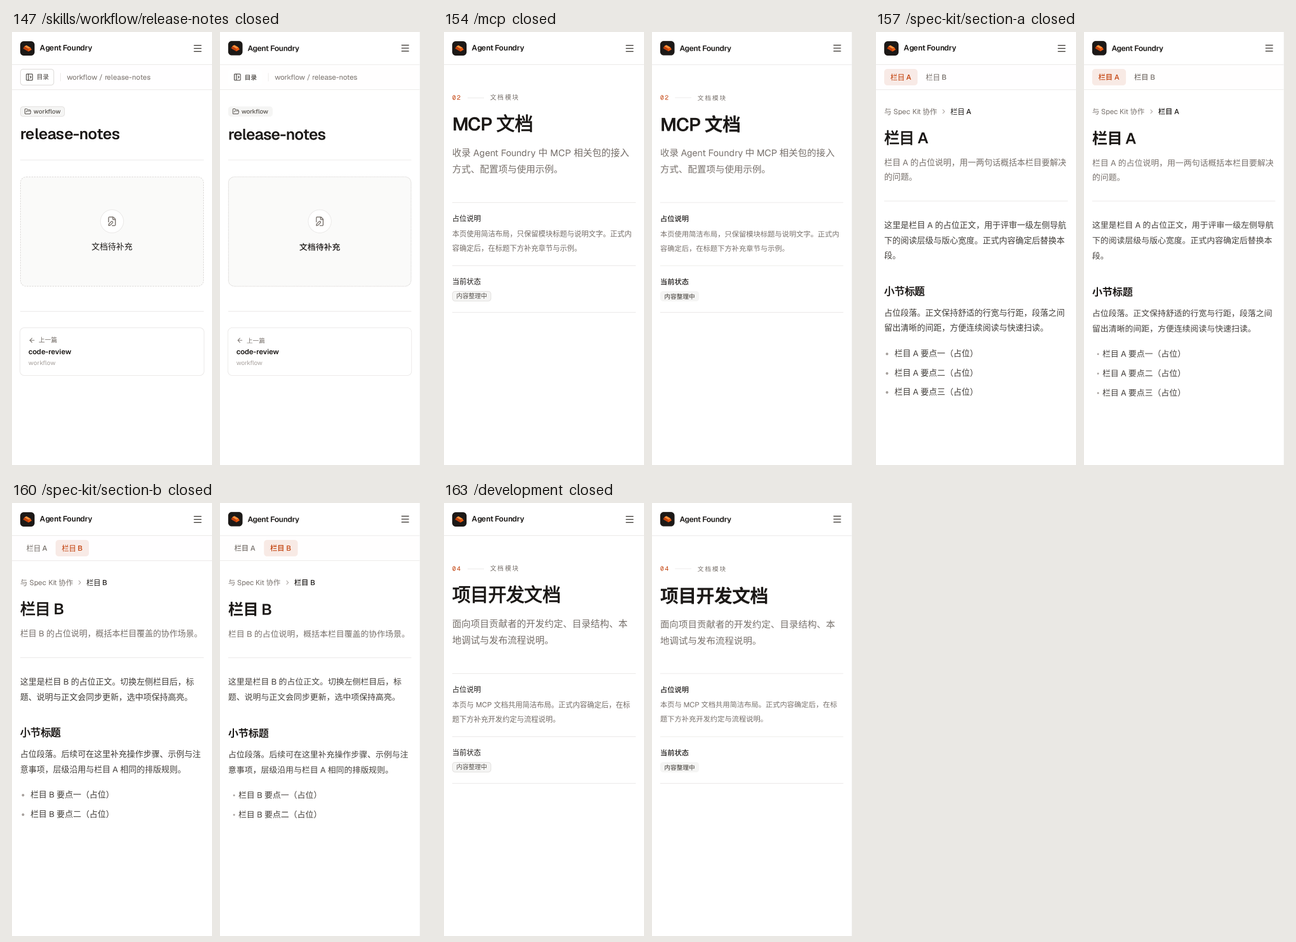 147 /skills/workflow/release-notes closed
Agent Foundry
目录 workflow / release-notes
workflow
release-notes
文档待补充
← 上一篇
code-review
workflow
Agent Foundry
目录 workflow / release-notes
workflow
release-notes
文档待补充
← 上一篇
code-review
workflow
154 /mcp closed
Agent Foundry
02 文档模块
MCP 文档
收录 Agent Foundry 中 MCP 相关包的接入
方式、配置项与使用示例。
占位说明
本页使用简洁布局，只保留模块标题与说明文字。正式内
容确定后，在标题下方补充章节与示例。
当前状态
内容整理中
Agent Foundry
02 文档模块
MCP 文档
收录 Agent Foundry 中 MCP 相关包的接入
方式、配置项与使用示例。
占位说明
本页使用简洁布局，只保留模块标题与说明文字。正式内
容确定后，在标题下方补充章节与示例。
当前状态
内容整理中
157 /spec-kit/section-a closed
Agent Foundry
栏目 A 栏目 B
与 Spec Kit 协作 > 栏目 A
栏目 A
栏目 A 的占位说明，用一两句话概括本栏目要解决
的问题。
这里是栏目 A 的占位正文，用于评审一级左侧导航
下的阅读层级与版心宽度。正式内容确定后替换本
段。
小节标题
占位段落。正文保持舒适的行宽与行距，段落之间
留出清晰的间距，方便连续阅读与快速扫读。
• 栏目 A 要点一（占位）
• 栏目 A 要点二（占位）
• 栏目 A 要点三（占位）
Agent Foundry
栏目 A 栏目 B
与 Spec Kit 协作 > 栏目 A
栏目 A
栏目 A 的占位说明，用一两句话概括本栏目要解决
的问题。
这里是栏目 A 的占位正文，用于评审一级左侧导航
下的阅读层级与版心宽度。正式内容确定后替换本
段。
小节标题
占位段落。正文保持舒适的行宽与行距，段落之间
留出清晰的间距，方便连续阅读与快速扫读。
• 栏目 A 要点一（占位）
• 栏目 A 要点二（占位）
• 栏目 A 要点三（占位）
160 /spec-kit/section-b closed
Agent Foundry
栏目 A 栏目 B
与 Spec Kit 协作 > 栏目 B
栏目 B
栏目 B 的占位说明，概括本栏目覆盖的协作场景。
这里是栏目 B 的占位正文。切换左侧栏目后，标
题、说明与正文会同步更新，选中项保持高亮。
小节标题
占位段落。后续可在这里补充操作步骤、示例与注
意事项，层级沿用与栏目 A 相同的排版规则。
• 栏目 B 要点一（占位）
• 栏目 B 要点二（占位）
Agent Foundry
栏目 A 栏目 B
与 Spec Kit 协作 > 栏目 B
栏目 B
栏目 B 的占位说明，概括本栏目覆盖的协作场景。
这里是栏目 B 的占位正文。切换左侧栏目后，标
题、说明与正文会同步更新，选中项保持高亮。
小节标题
占位段落。后续可在这里补充操作步骤、示例与注
意事项，层级沿用与栏目 A 相同的排版规则。
• 栏目 B 要点一（占位）
• 栏目 B 要点二（占位）
163 /development closed
Agent Foundry
04 文档模块
项目开发文档
面向项目贡献者的开发约定、目录结构、本
地调试与发布流程说明。
占位说明
本页与 MCP 文档共用简洁布局。正式内容确定后，在标
题下方补充开发约定与流程说明。
当前状态
内容整理中
Agent Foundry
04 文档模块
项目开发文档
面向项目贡献者的开发约定、目录结构、本
地调试与发布流程说明。
占位说明
本页与 MCP 文档共用简洁布局。正式内容确定后，在标
题下方补充开发约定与流程说明。
当前状态
内容整理中